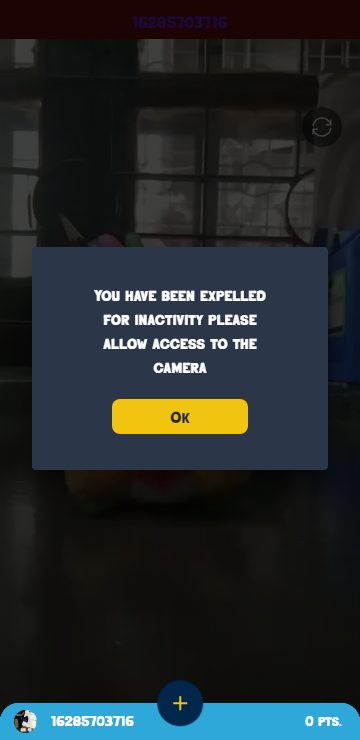 16285703716
YOU HAVE BEEN EXPELLED
FOR INACTIVITY PLEASE
ALLOW ACCESS TO THE
CAMERA
OK
16285703716
0 PTS.